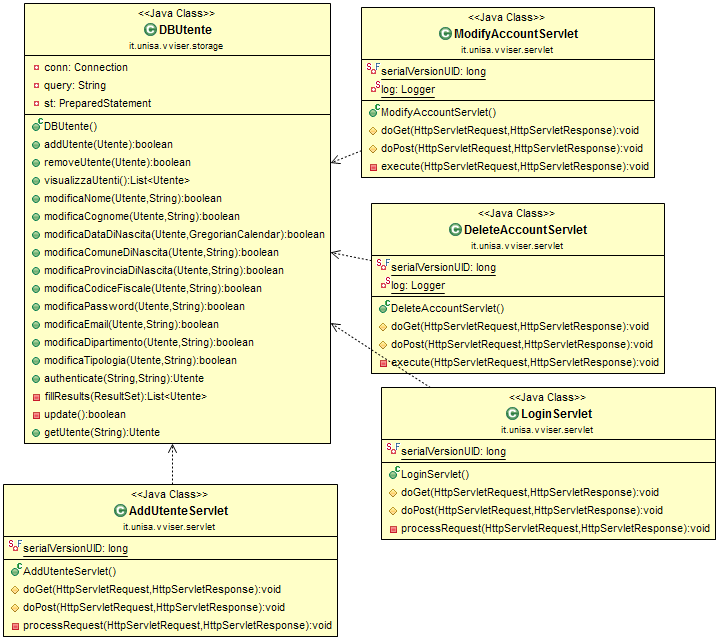 <<Java Class>>
DBUtente
it.unisa.vviser.storage
conn: Connection
query: String
st: PreparedStatement
DBUtente()
addUtente(Utente):boolean
removeUtente(Utente):boolean
visualizzaUtenti():List<Utente>
modificaNome(Utente,String):boolean
modificaCognome(Utente,String):boolean
modificaDataDiNascita(Utente,GregorianCalendar):boolean
modificaComuneDiNascita(Utente,String):boolean
modificaProvinciaDiNascita(Utente,String):boolean
modificaCodiceFiscale(Utente,String):boolean
modificaPassword(Utente,String):boolean
modificaEmail(Utente,String):boolean
modificaDipartimento(Utente,String):boolean
modificaTipologia(Utente,String):boolean
authenticate(String,String):Utente
fillResults(ResultSet):List<Utente>
update():boolean
getUtente(String):Utente
<<Java Class>>
ModifyAccountServlet
it.unisa.vviser.servlet
serialVersionUID: long
log: Logger
ModifyAccountServlet()
doGet(HttpServletRequest,HttpServletResponse):void
doPost(HttpServletRequest,HttpServletResponse):void
execute(HttpServletRequest,HttpServletResponse):void
<<Java Class>>
DeleteAccountServlet
it.unisa.vviser.servlet
serialVersionUID: long
log: Logger
DeleteAccountServlet()
doGet(HttpServletRequest,HttpServletResponse):void
doPost(HttpServletRequest,HttpServletResponse):void
execute(HttpServletRequest,HttpServletResponse):void
<<Java Class>>
LoginServlet
it.unisa.vviser.servlet
serialVersionUID: long
LoginServlet()
doGet(HttpServletRequest,HttpServletResponse):void
doPost(HttpServletRequest,HttpServletResponse):void
processRequest(HttpServletRequest,HttpServletResponse):void
<<Java Class>>
AddUtenteServlet
it.unisa.vviser.servlet
serialVersionUID: long
AddUtenteServlet()
doGet(HttpServletRequest,HttpServletResponse):void
doPost(HttpServletRequest,HttpServletResponse):void
processRequest(HttpServletRequest,HttpServletResponse):void